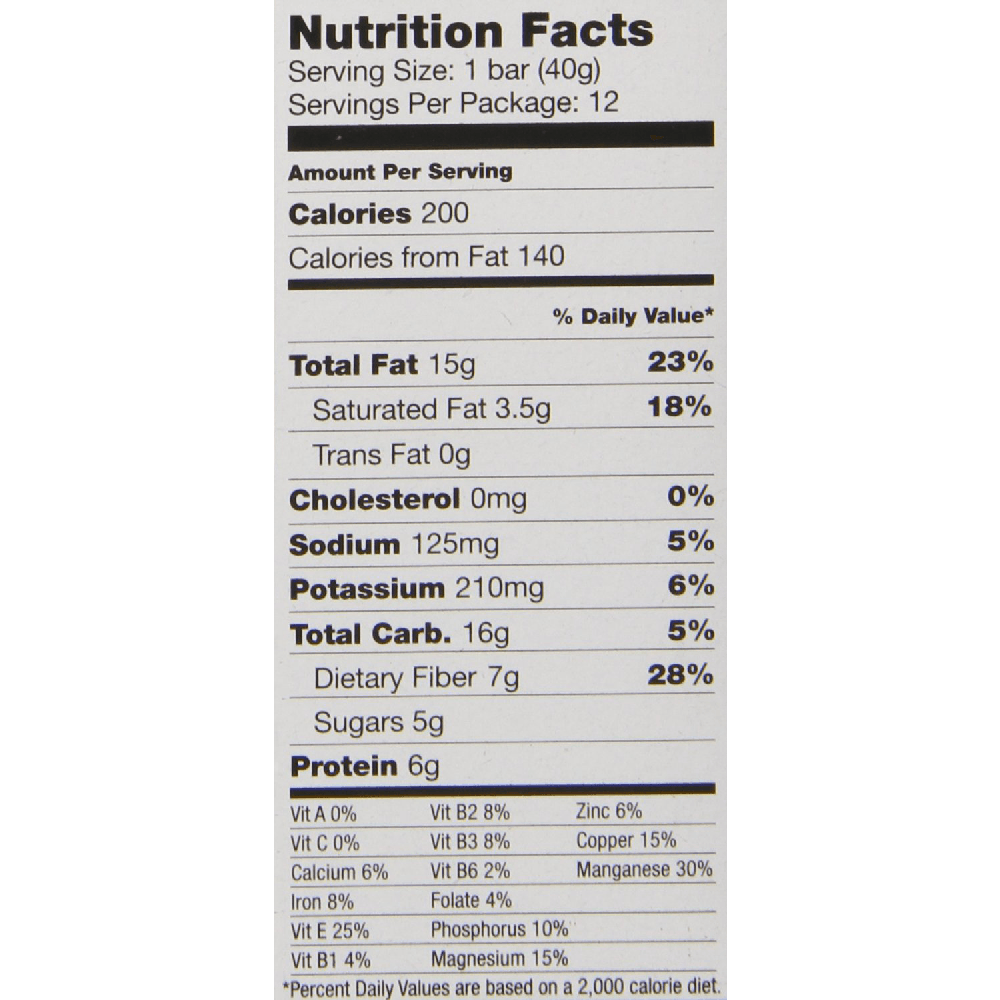 Nutrition Facts
Serving Size: 1 bar (40g)
Servings Per Package: 12
Amount Per Serving
Calories 200
Calories from Fat 140
% Daily Value*
Total Fat 15g 23%
Saturated Fat 3.5g 18%
Trans Fat 0g
Cholesterol 0mg 0%
Sodium 125mg 5%
Potassium 210mg 6%
Total Carb. 16g 5%
Dietary Fiber 7g 28%
Sugars 5g
Protein 6g
Vit A 0% Vit B2 8% Zinc 6%
Vit C 0% Vit B3 8% Copper 15%
Calcium 6% Vit B6 2% Manganese 30%
Iron 8% Folate 4%
Vit E 25% Phosphorus 10%
Vit B1 4% Magnesium 15%
*Percent Daily Values are based on a 2,000 calorie diet.